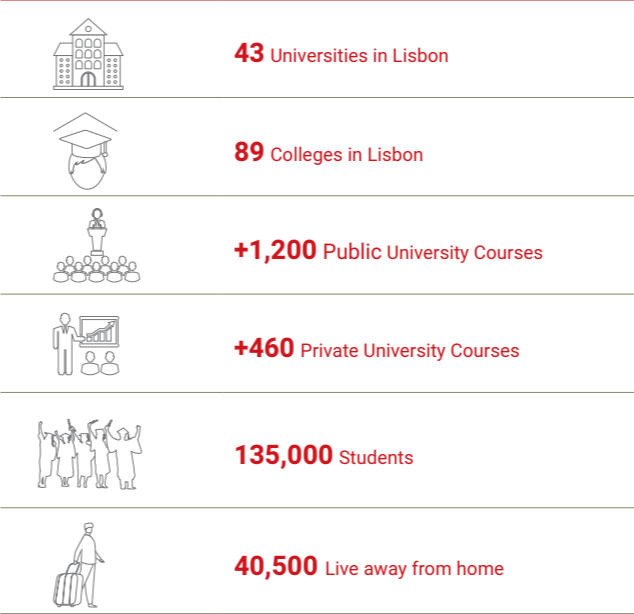 43 Universities in Lisbon
89 Colleges in Lisbon
+1,200 Public University Courses
+460 Private University Courses
135,000 Students
40,500 Live away from home